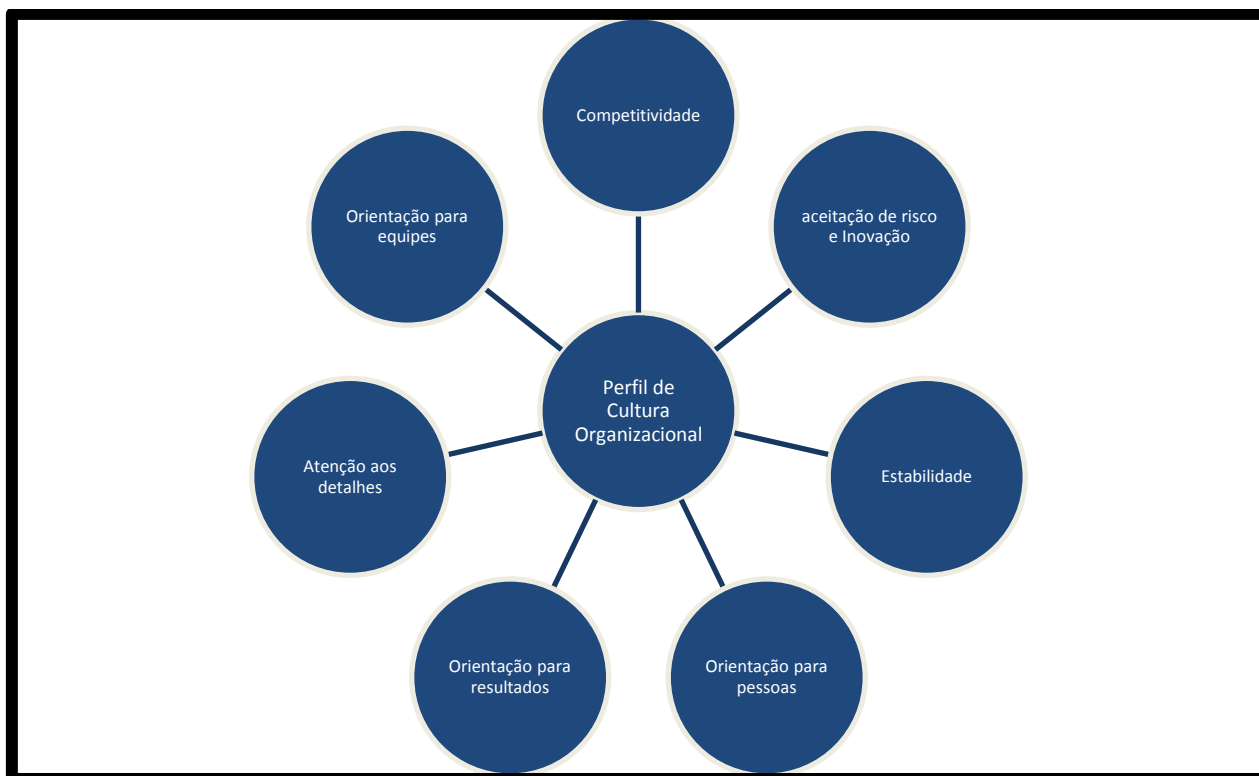 Competitividade
Orientação para
equipes
aceitação de risco
e Inovação
Perfil de
Cultura
Organizacional
Atenção aos
detalhes
Estabilidade
Orientação para
resultados
Orientação para
pessoas